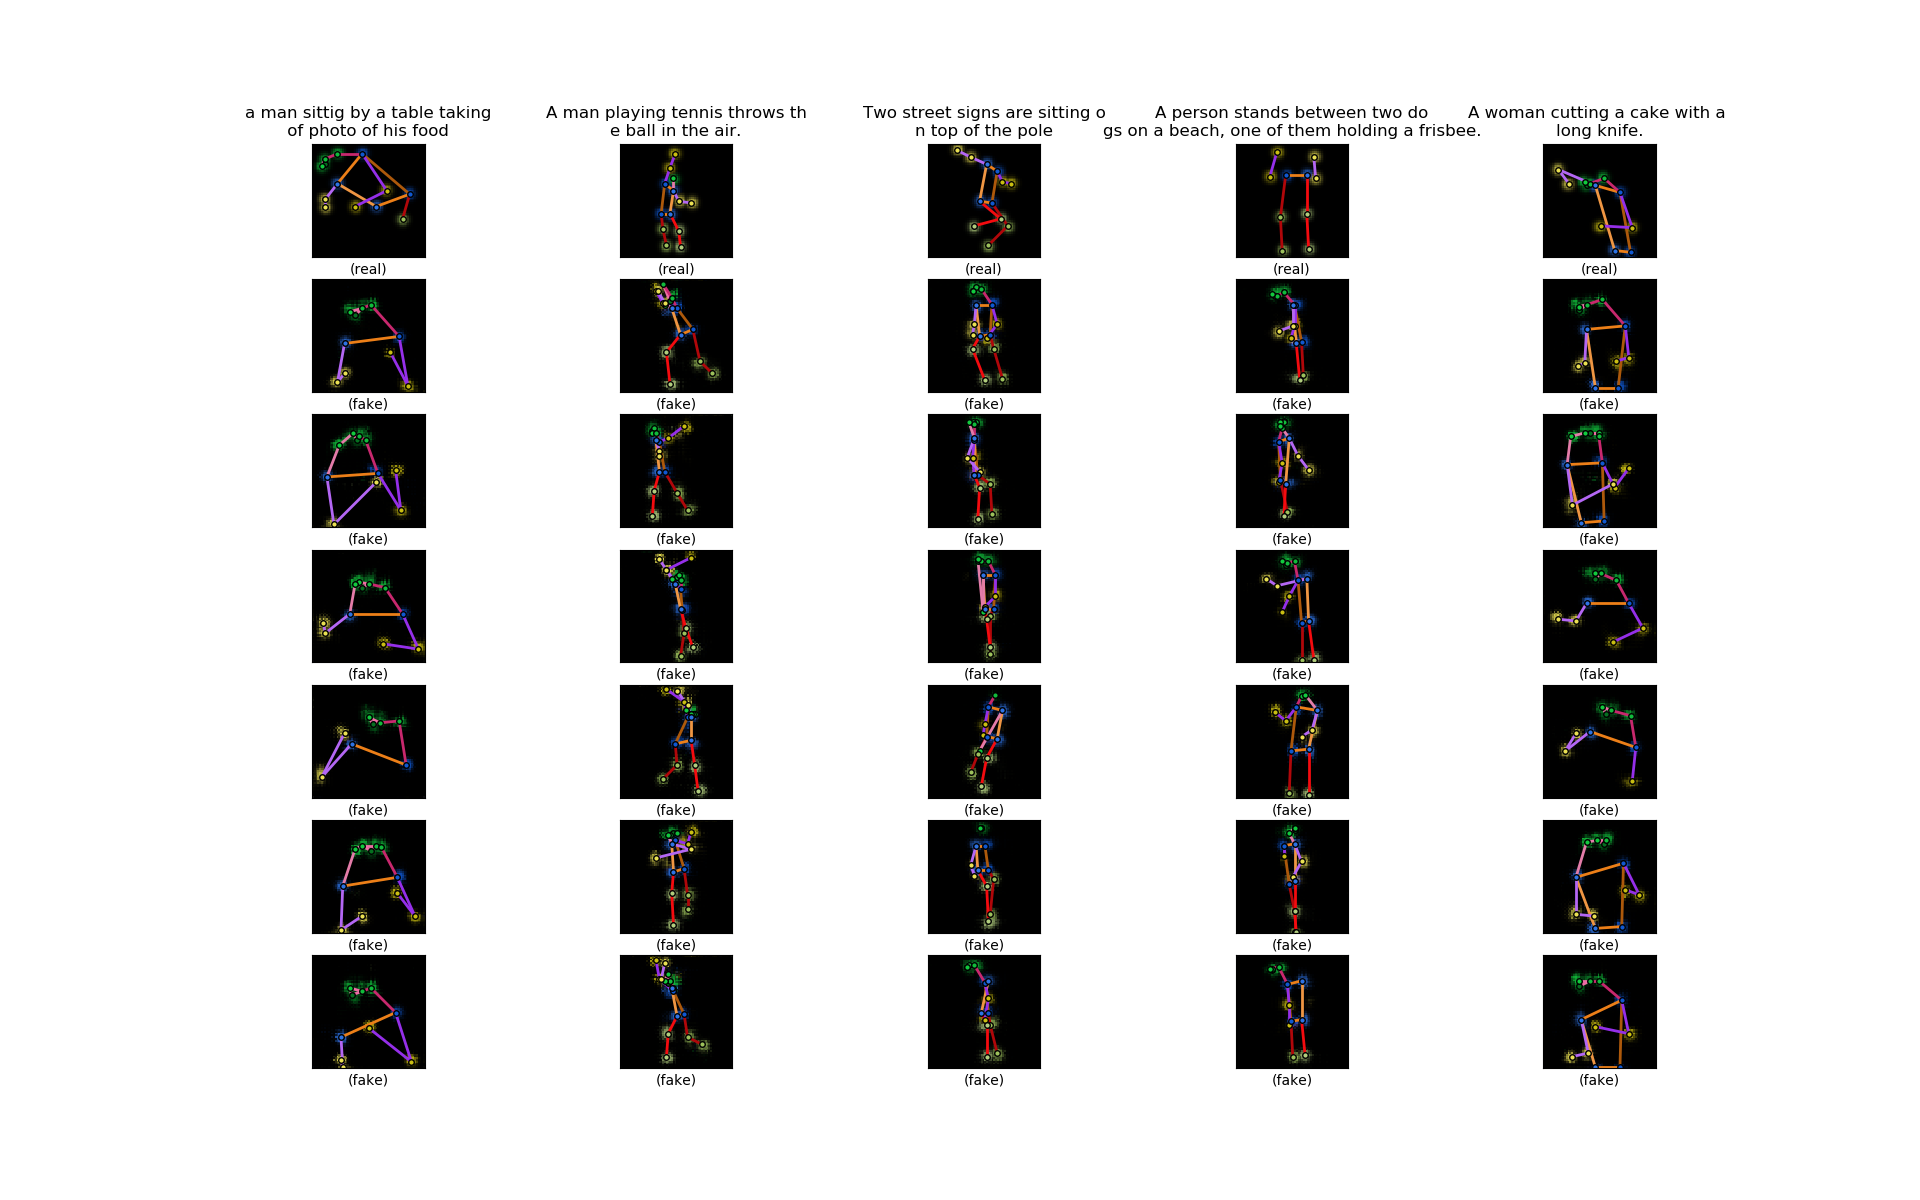 a man sittig by a table taking
of photo of his food
A man playing tennis throws th
e ball in the air.
Two street signs are sitting o
n top of the pole
A person stands between two do
gs on a beach, one of them holding a frisbee.
A woman cutting a cake with a
long knife.
(real) (real) (real) (real) (real)
(fake) (fake) (fake) (fake) (fake)
(fake) (fake) (fake) (fake) (fake)
(fake) (fake) (fake) (fake) (fake)
(fake) (fake) (fake) (fake) (fake)
(fake) (fake) (fake) (fake) (fake)
(fake) (fake) (fake) (fake) (fake)